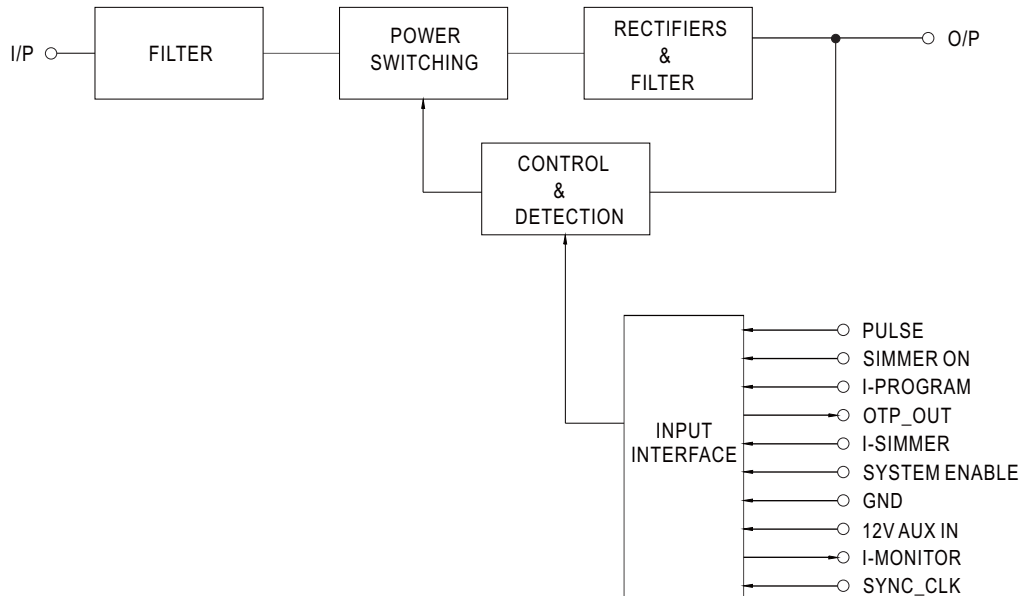 I/P
FILTER
POWER
SWITCHING
RECTIFIERS
&
FILTER
O/P
CONTROL
&
DETECTION
INPUT
INTERFACE
PULSE
SIMMER ON
I-PROGRAM
OTP_OUT
I-SIMMER
SYSTEM ENABLE
GND
12V AUX IN
I-MONITOR
SYNC_CLK